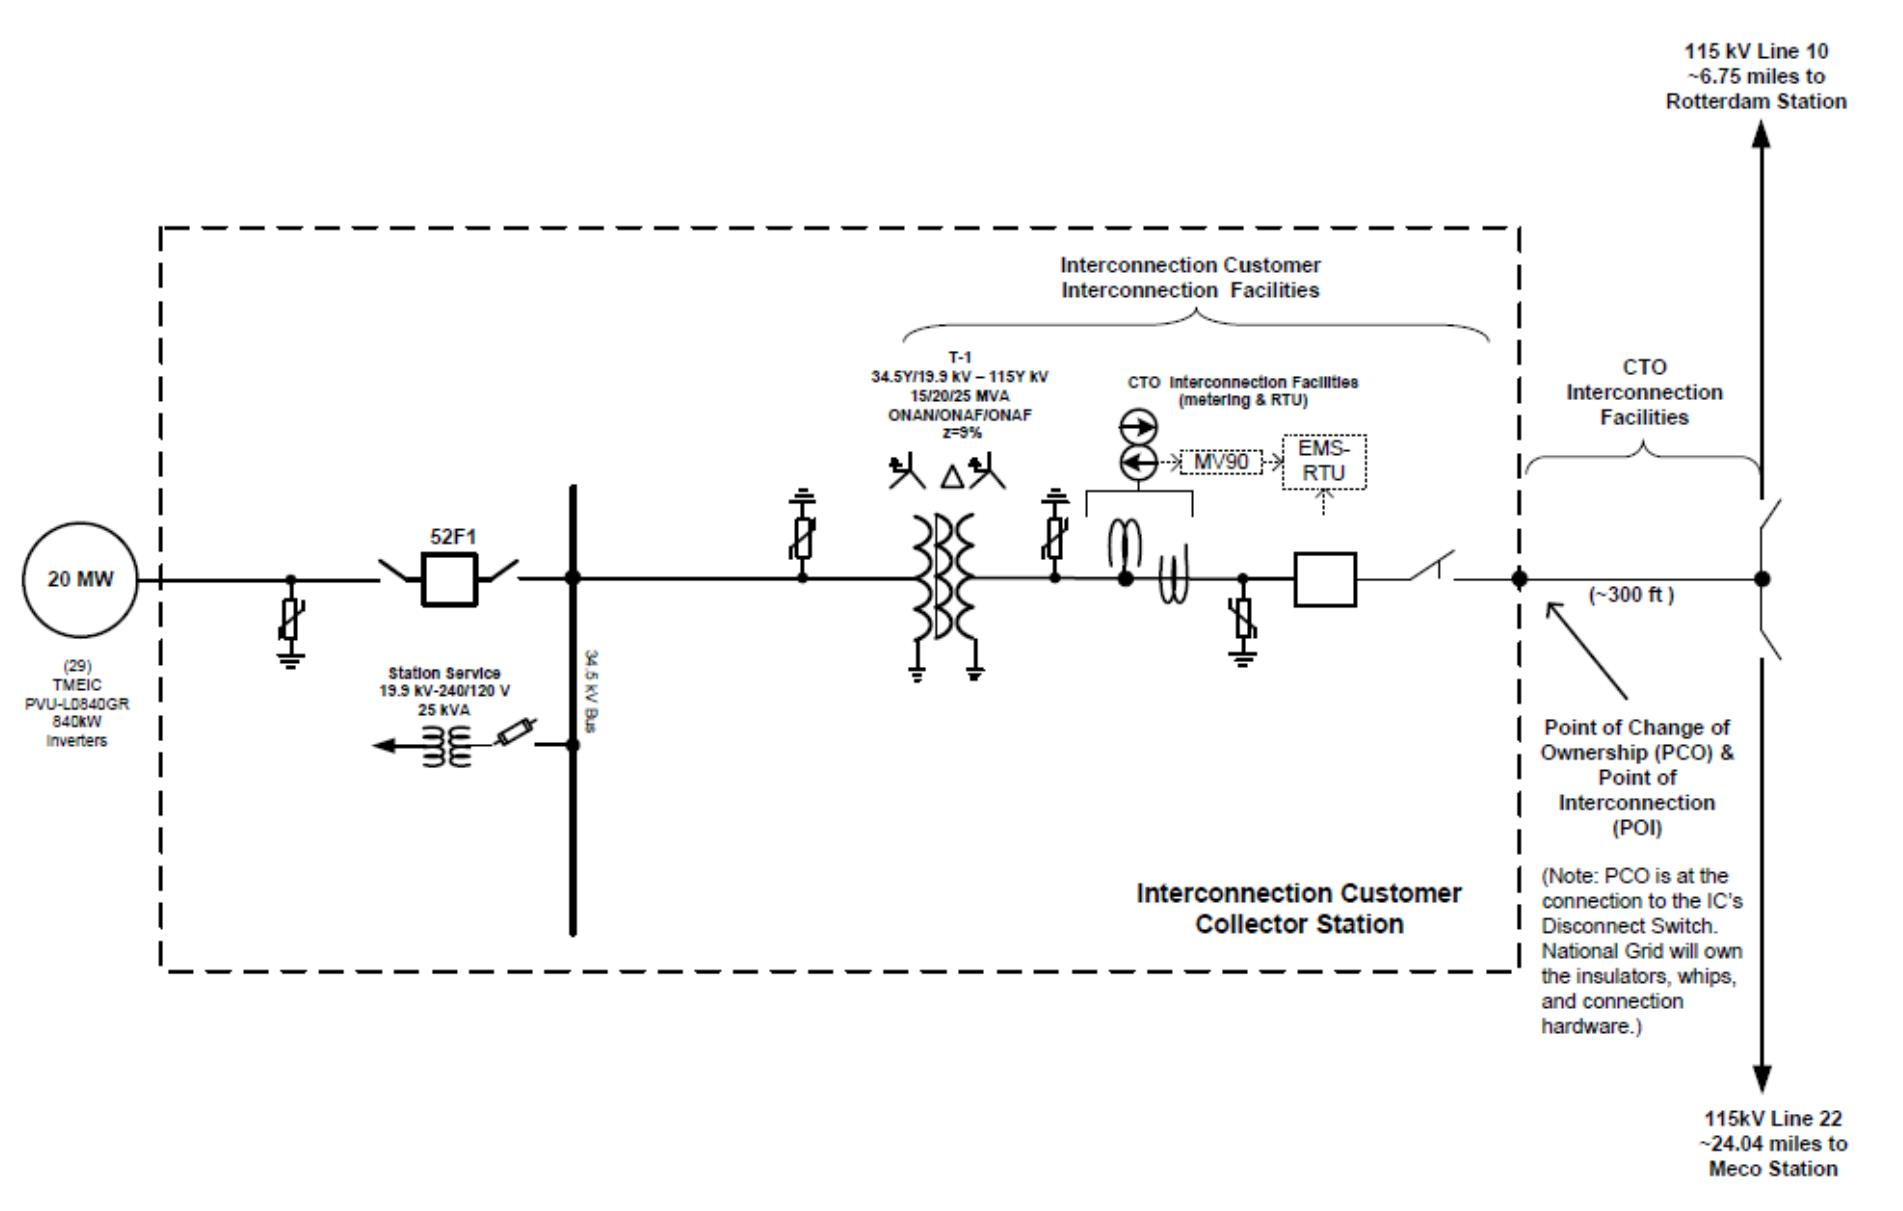 115 kV Line 10
~6.75 miles to
Rotterdam Station
Interconnection Customer
Interconnection Facilities
T-1
34.5Y/19.9 kV – 115Y kV
15/20/25 MVA
ONAN/ONAF/ONAF
z=9%
CTO Interconnection Facilities
(metering & RTU)
MV90
EMS-
RTU
CTO
Interconnection
Facilities
52F1
20 MW
(29)
TMEIC
PVU-L0840GR
840kW
Inverters
Station Service
19.9 kV-240/120 V
25 kVA
34.5 kV Bus
(~300 ft )
Point of Change of
Ownership (PCO) &
Point of
Interconnection
(POI)
(Note: PCO is at the
connection to the IC's
Disconnect Switch.
National Grid will own
the insulators, whips,
and connection
hardware.)
Interconnection Customer
Collector Station
115kV Line 22
~24.04 miles to
Meco Station